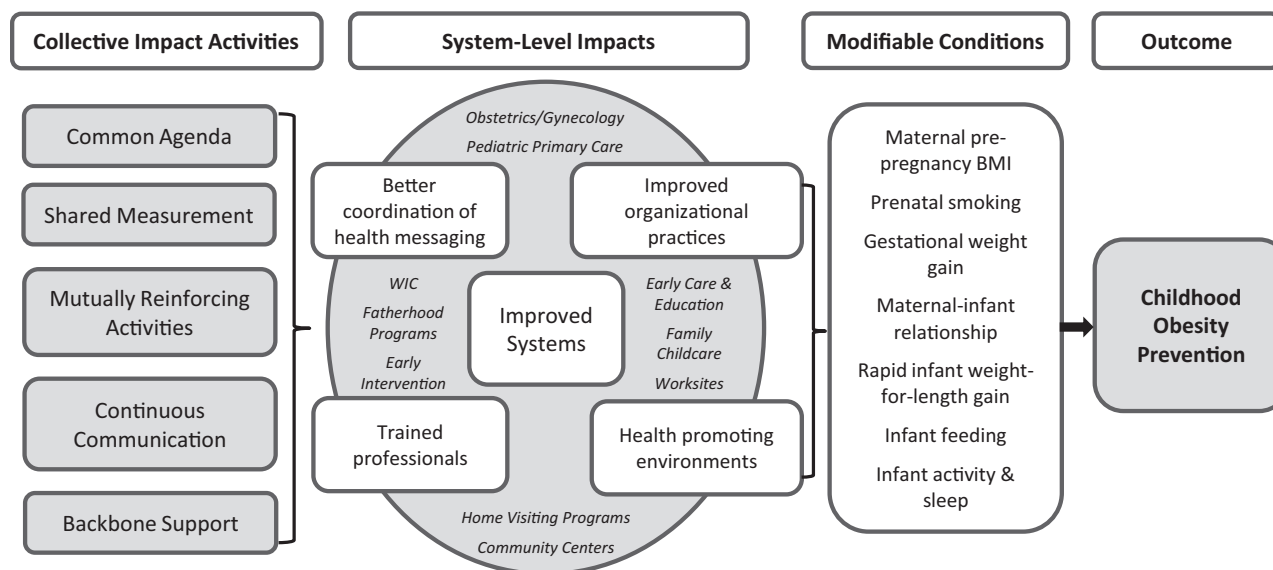 Collective Impact Activities
System-Level Impacts
Modifiable Conditions
Outcome
Common Agenda
Shared Measurement
Mutually Reinforcing
Activities
Continuous
Communication
Backbone Support
Obstetrics/Gynecology
Pediatric Primary Care
Better
coordination of
health messaging
Improved
organizational
practices
WIC
Fatherhood
Programs
Early
Intervention
Improved
Systems
Early Care &
Education
Family
Childcare
Worksites
Trained
professionals
Health promoting
environments
Home Visiting Programs
Community Centers
Maternal pre-
pregnancy BMI
Prenatal smoking
Gestational weight
gain
Maternal-infant
relationship
Rapid infant weight-
for-length gain
Infant feeding
Infant activity &
sleep
Childhood
Obesity
Prevention